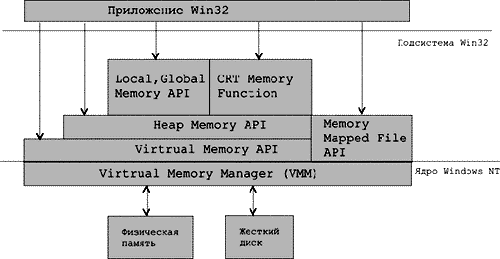 Приложение Win32
Подсистема Win32
Local,Global
Memory API
CRT Memory
Function
Heap Memory API
Memory
Mapped File
API
Virtrual Memory API
Virtrual Memory Manager (VMM)
Ядро Windows NT
Физическая
память
Жесткий
диск